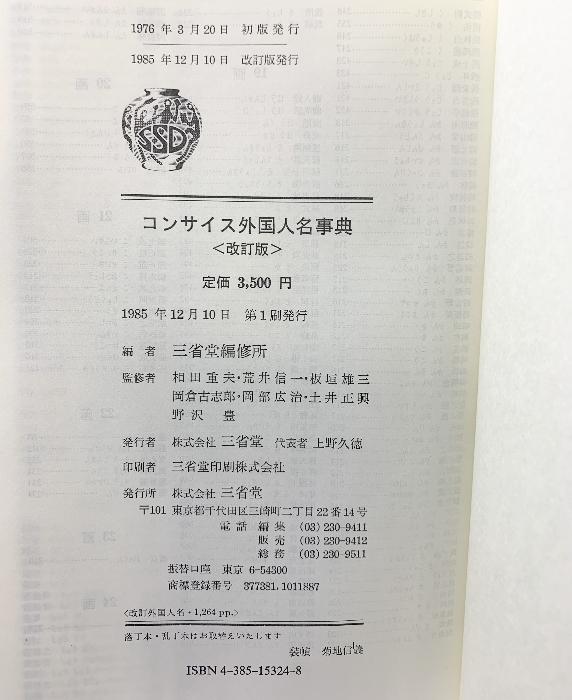 1976 年 3 月 20 日 初版発行
1985 年 12 月 10 日 改訂版発行
SSD
コンサイス外国人名事典
<改訂版>
定価 3,500 円
1985 年 12 月 10 日 第 1 刷発行
編 者 三省堂編修所
監修者 相田重夫・荒井信一・板垣雄三
岡倉古志郎・岡部広治・土井正興
野沢 豊
発行者 株式会社 三省堂 代表者 上野久徳
印刷者 三省堂印刷株式会社
発行所 株式会社 三省堂
〒101 東京都千代田区三崎町二丁目 22 番 14 号
電 話 編 集 (03) 230-9411
販 売 (03) 230-9412
総 務 (03) 230-9511
振替口座 東京 6-54300
商標登録番号 377381,1011887
<改訂外国人名・1,264 pp.>
落丁本・乱丁本はお取替えいたします
装幀 菊地信義
ISBN 4-385-15324-8